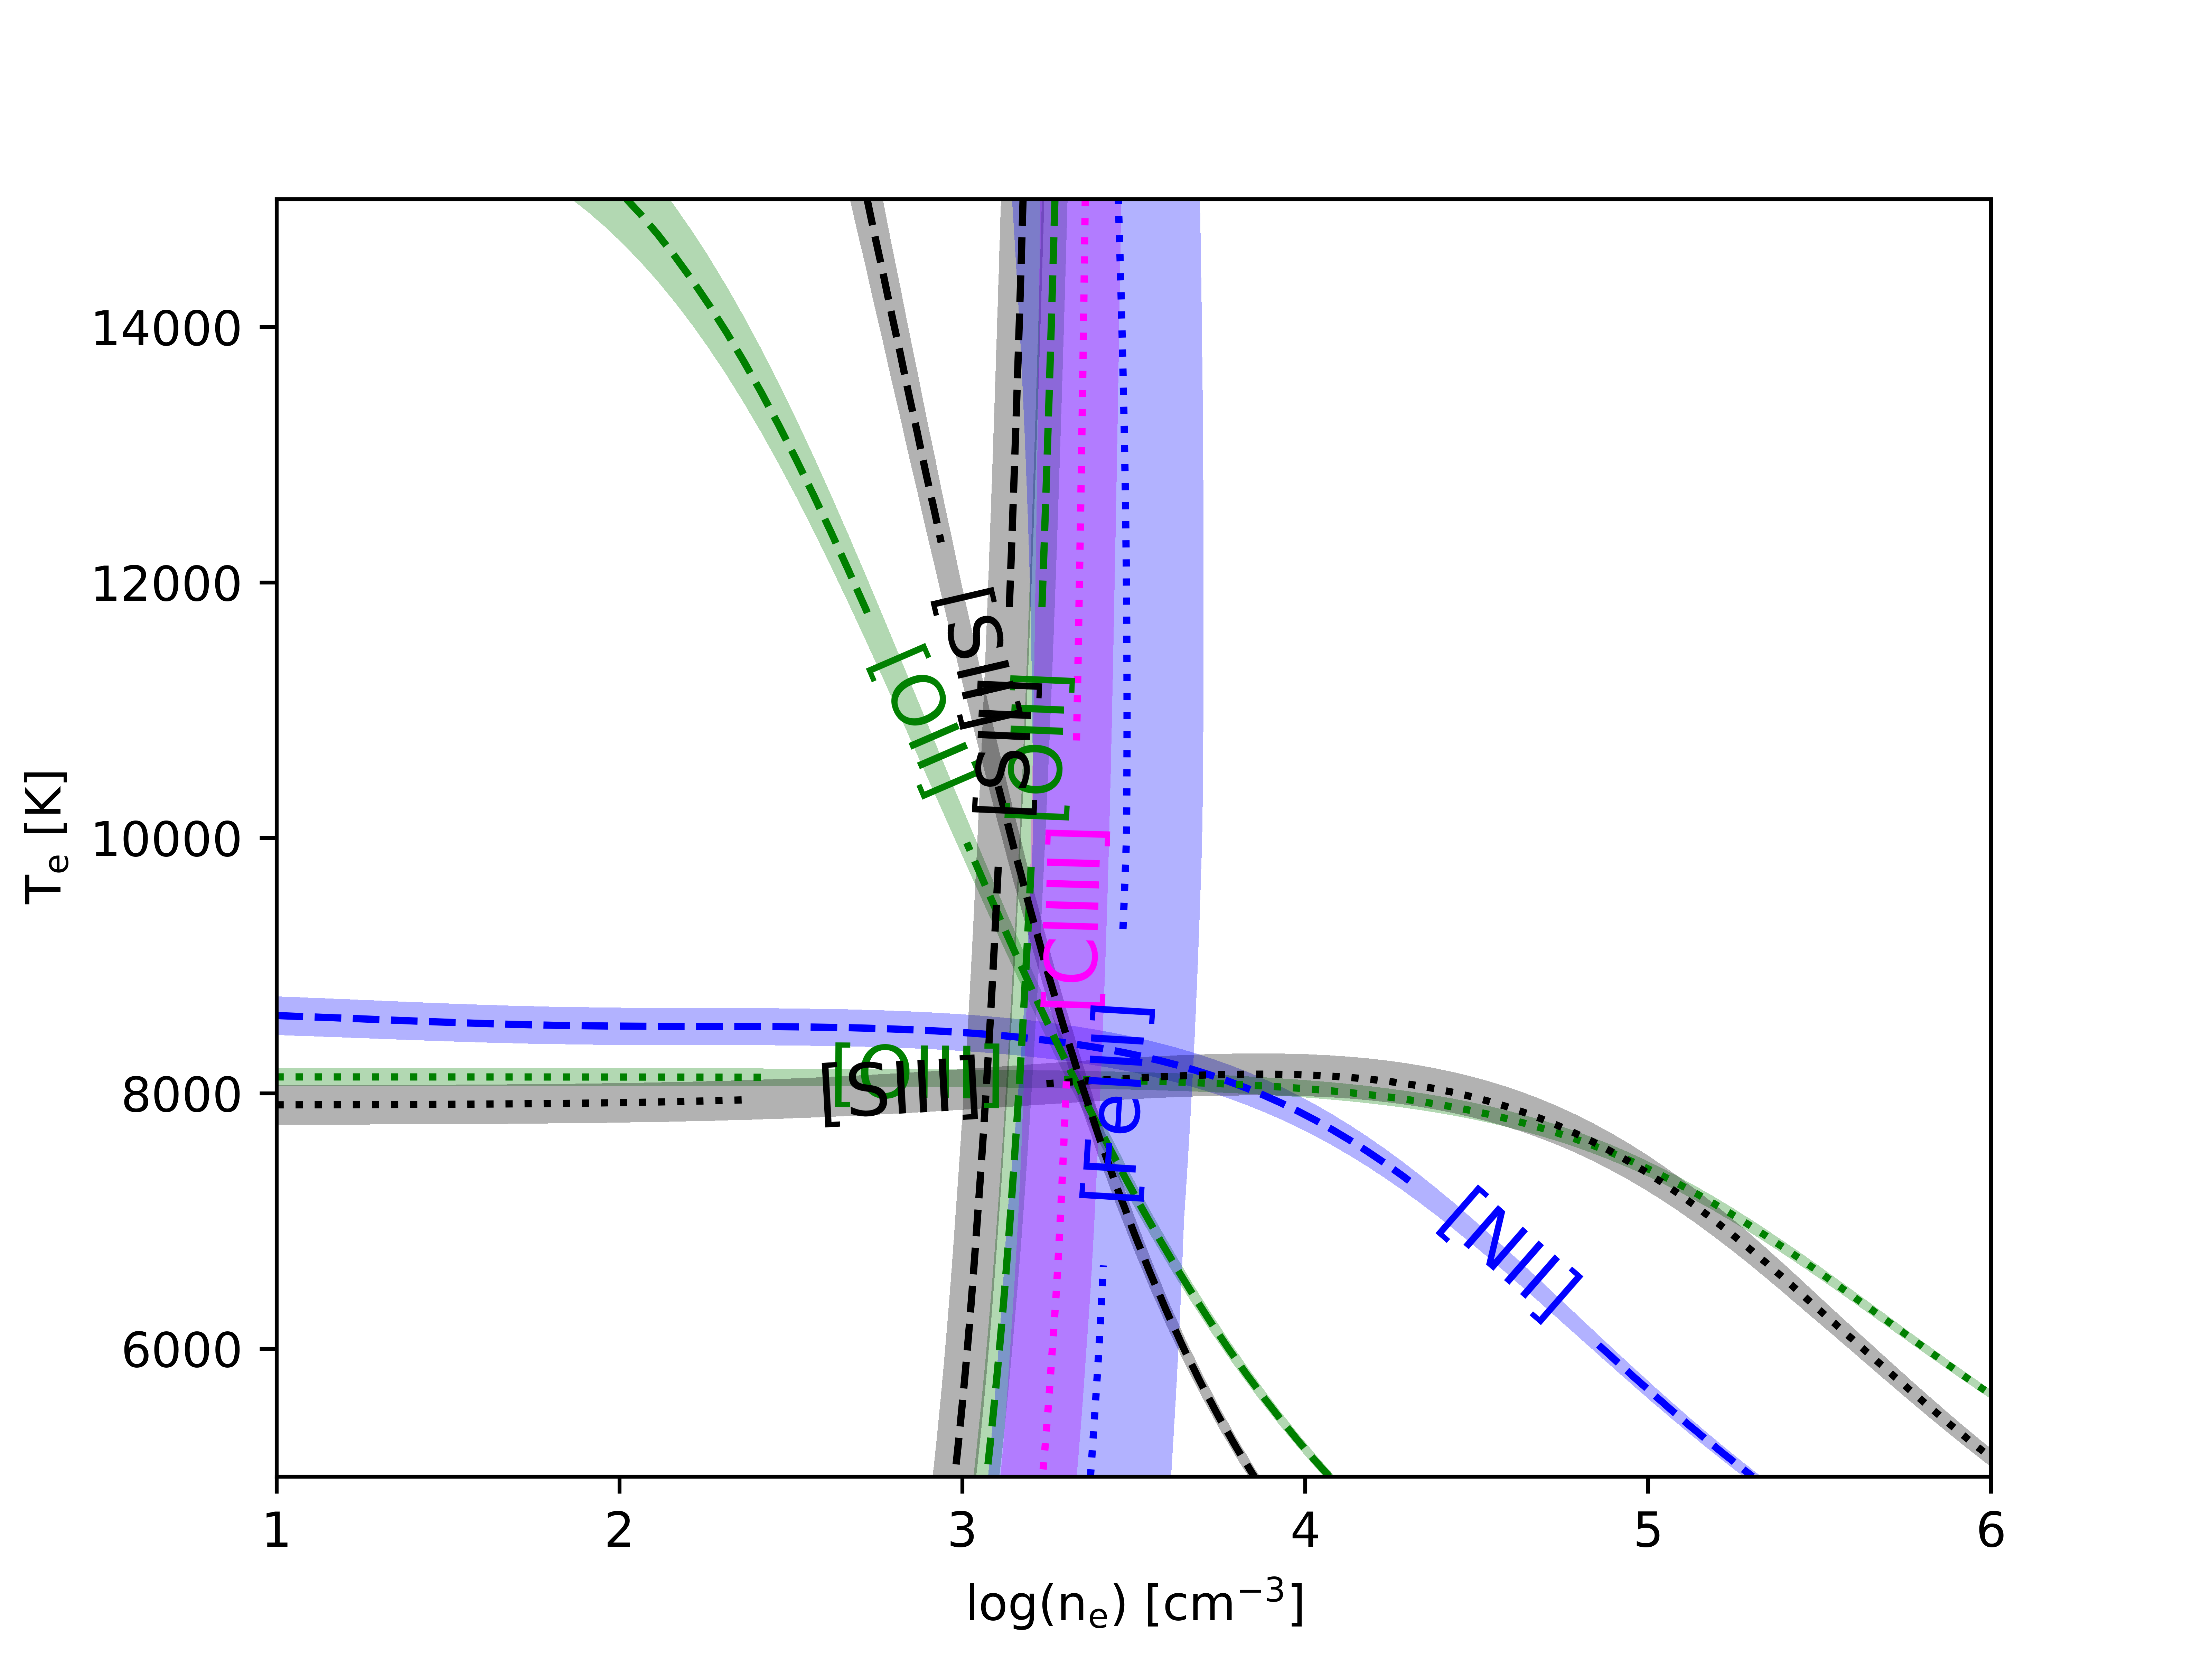 14000
12000
10000
8000
6000
Tₑ [K]
[SII]
[OII]
[SII]
[OII]
[ClIII]
[FeIII]
[OIII]
[SIII]
[NII]
1 2 3 4 5 6
log(nₑ) [cm⁻³]